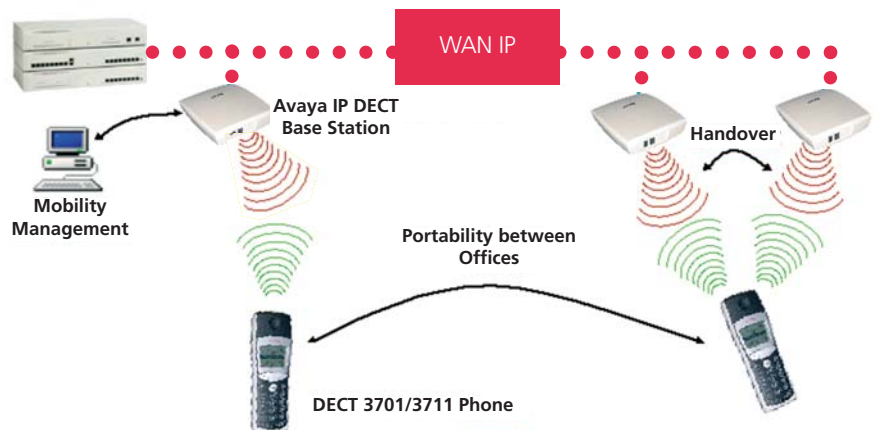 WAN IP
Avaya IP DECT
Base Station
Handover
Mobility
Management
Portability between
Offices
DECT 3701/3711 Phone